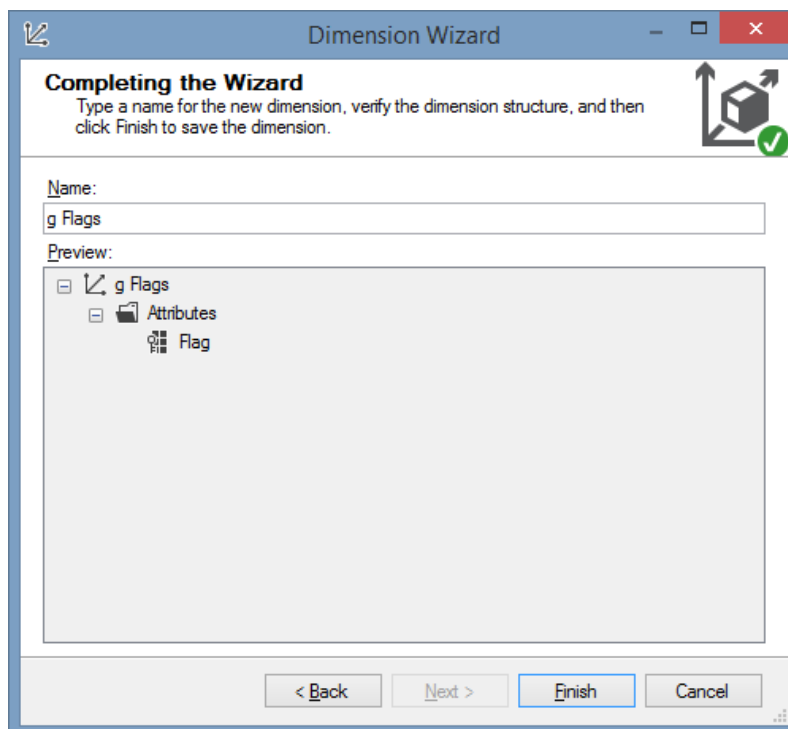 Dimension Wizard
Completing the Wizard
Type a name for the new dimension, verify the dimension structure, and then
click Finish to save the dimension.
Name:
g Flags
Preview:
g Flags
Attributes
Flag
< Back
Next >
Finish
Cancel